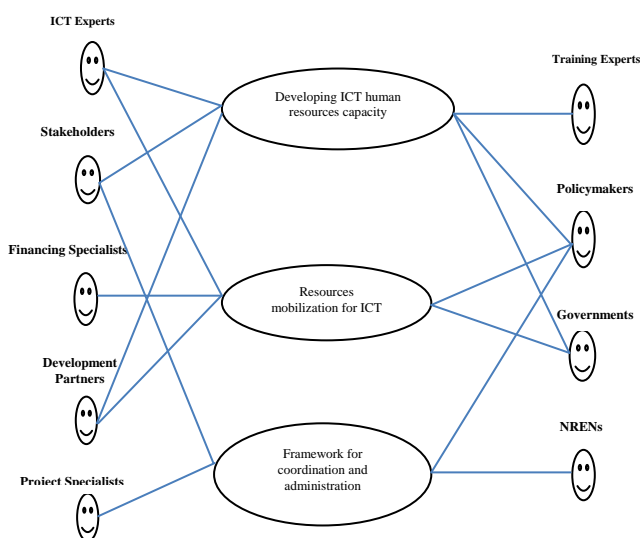 ICT Experts
Stakeholders
Financing Specialists
Development
Partners
Project Specialists
Developing ICT human
resources capacity
Resources
mobilization for ICT
Framework for
coordination and
administration
Training Experts
Policymakers
Governments
NRENs